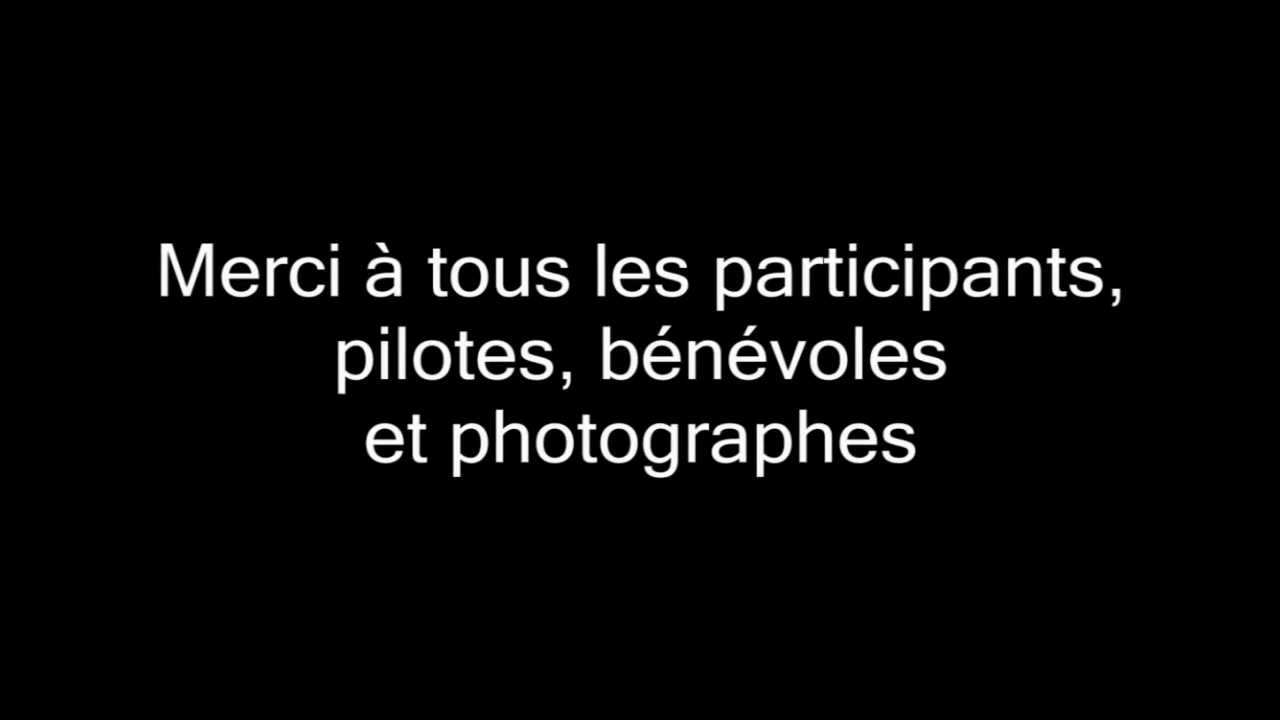 Merci à tous les participants,
pilotes, bénévoles
et photographes